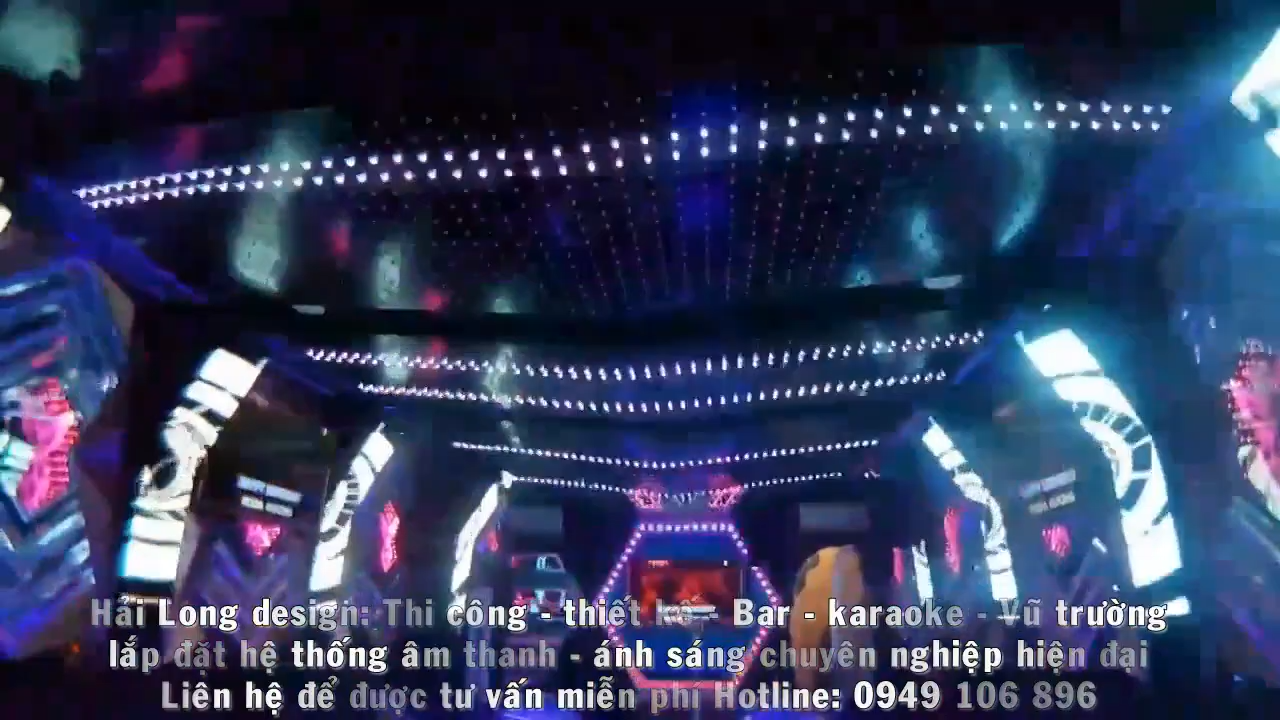 Hải Long design: Thi công - thiết kế - Bar - karaoke - Vũ trường
lắp đặt hệ thống âm thanh - ánh sáng chuyên nghiệp hiện đại
Liên hệ để được tư vấn miễn phí Hotline: 0949 106 896